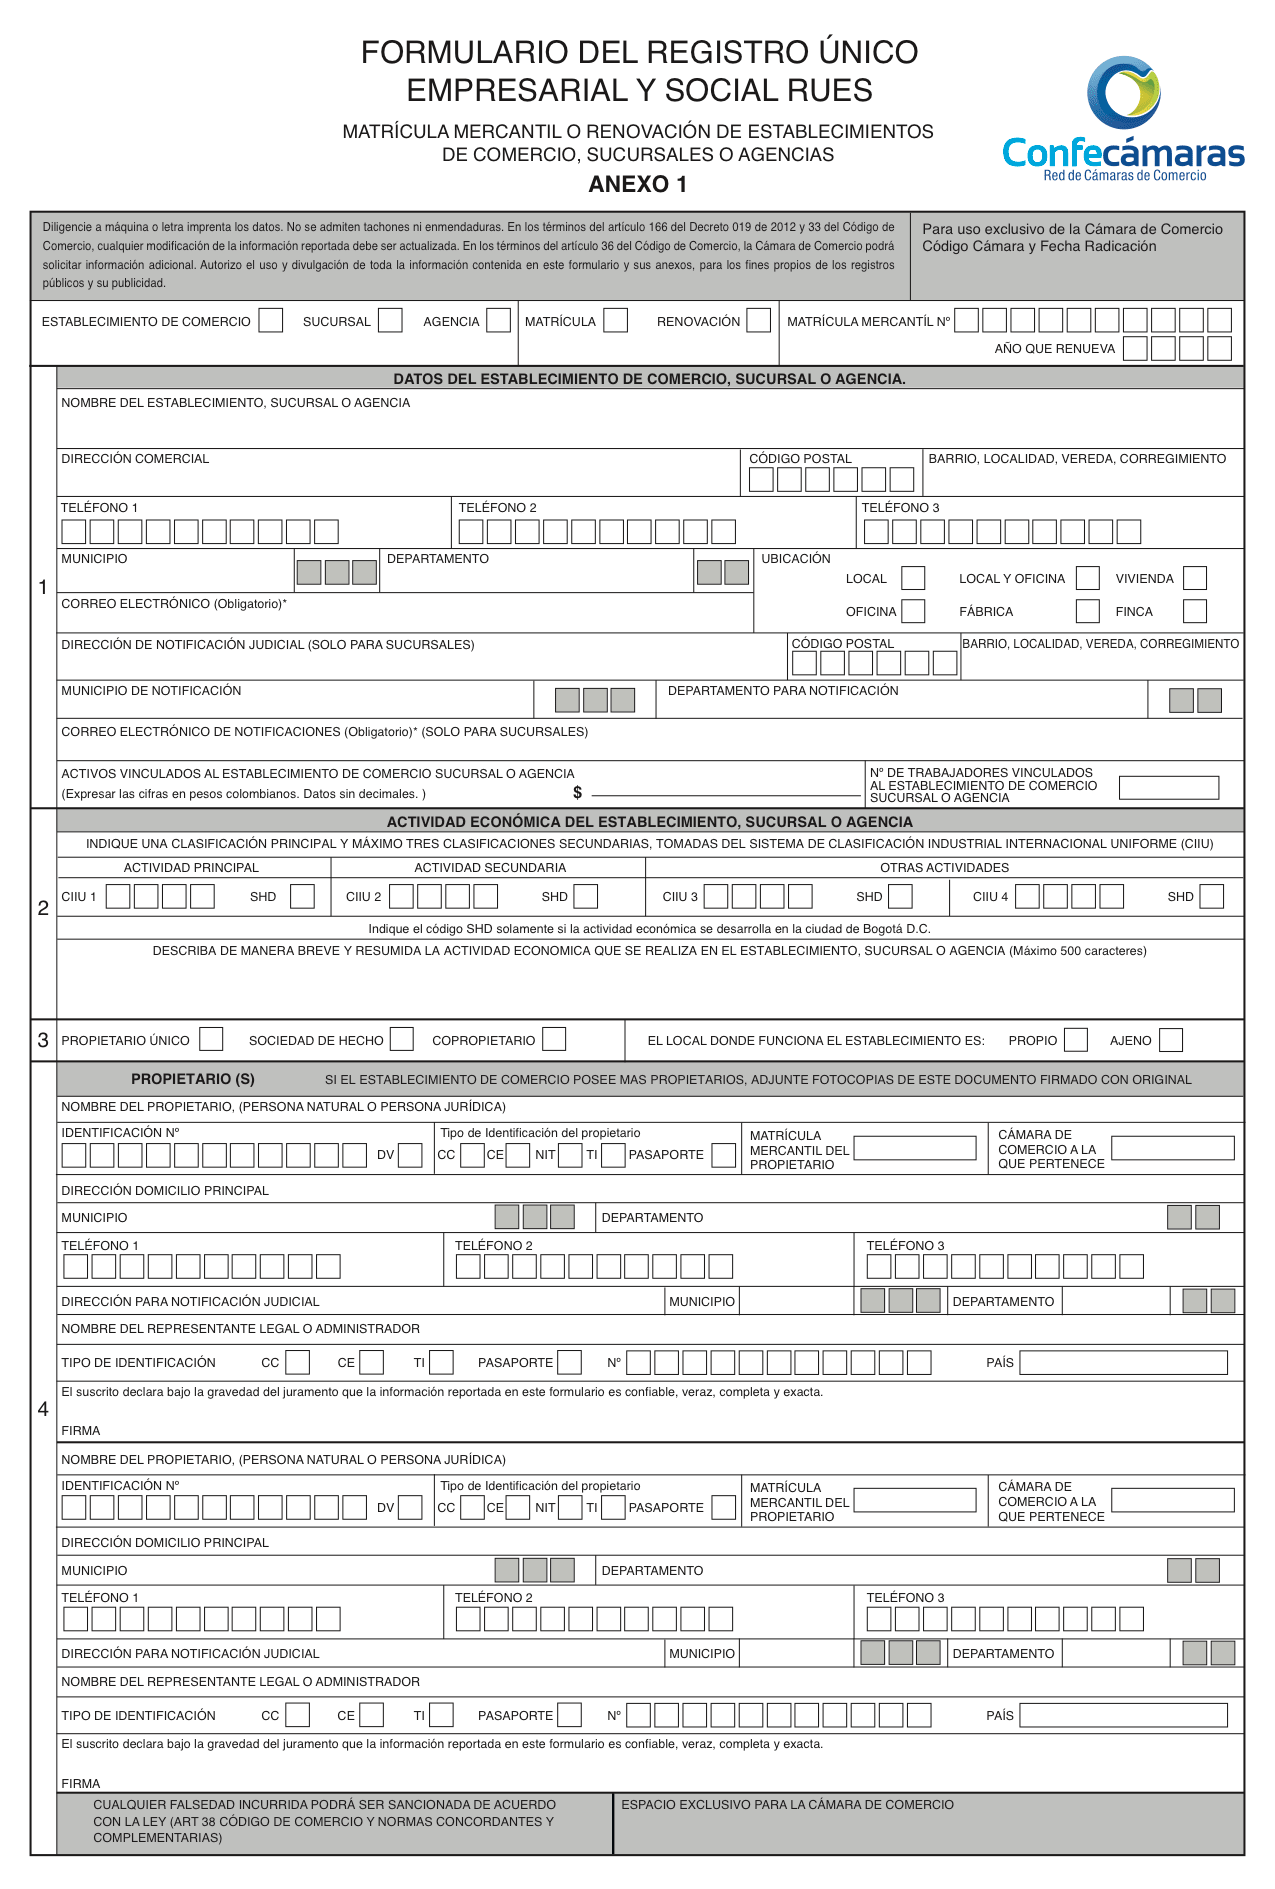 FORMULARIO DEL REGISTRO ÚNICO
EMPRESARIAL Y SOCIAL RUES
MATRÍCULA MERCANTIL O RENOVACIÓN DE ESTABLECIMIENTOS
DE COMERCIO, SUCURSALES O AGENCIAS
ANEXO 1
Confecámaras
Red de Cámaras de Comercio
Diligencie a máquina o letra imprenta los datos. No se admiten tachones ni enmendaduras. En los términos del artículo 166 del Decreto 019 de 2012 y 33 del Código de
Comercio, cualquier modificación de la información reportada debe ser actualizada. En los términos del artículo 36 del Código de Comercio, la Cámara de Comercio podrá
solicitar información adicional. Autorizo el uso y divulgación de toda la información contenida en este formulario y sus anexos, para los fines propios de los registros
públicos y su publicidad.
Para uso exclusivo de la Cámara de Comercio
Código Cámara y Fecha Radicación
ESTABLECIMIENTO DE COMERCIO SUCURSAL AGENCIA MATRÍCULA RENOVACIÓN MATRÍCULA MERCANTÍL Nº
AÑO QUE RENUEVA
1
DATOS DEL ESTABLECIMIENTO DE COMERCIO, SUCURSAL O AGENCIA.
NOMBRE DEL ESTABLECIMIENTO, SUCURSAL O AGENCIA
DIRECCIÓN COMERCIAL CÓDIGO POSTAL BARRIO, LOCALIDAD, VEREDA, CORREGIMIENTO
TELÉFONO 1 TELÉFONO 2 TELÉFONO 3
MUNICIPIO DEPARTAMENTO UBICACIÓN
LOCAL LOCAL Y OFICINA VIVIENDA
CORREO ELECTRÓNICO (Obligatorio)*
OFICINA FÁBRICA FINCA
DIRECCIÓN DE NOTIFICACIÓN JUDICIAL (SOLO PARA SUCURSALES) CÓDIGO POSTAL BARRIO, LOCALIDAD, VEREDA, CORREGIMIENTO
MUNICIPIO DE NOTIFICACIÓN DEPARTAMENTO PARA NOTIFICACIÓN
CORREO ELECTRÓNICO DE NOTIFICACIONES (Obligatorio)* (SOLO PARA SUCURSALES)
ACTIVOS VINCULADOS AL ESTABLECIMIENTO DE COMERCIO SUCURSAL O AGENCIA
(Expresar las cifras en pesos colombianos. Datos sin decimales. ) $
Nº DE TRABAJADORES VINCULADOS
AL ESTABLECIMIENTO DE COMERCIO
SUCURSAL O AGENCIA
2
ACTIVIDAD ECONÓMICA DEL ESTABLECIMIENTO, SUCURSAL O AGENCIA
INDIQUE UNA CLASIFICACIÓN PRINCIPAL Y MÁXIMO TRES CLASIFICACIONES SECUNDARIAS, TOMADAS DEL SISTEMA DE CLASIFICACIÓN INDUSTRIAL INTERNACIONAL UNIFORME (CIIU)
ACTIVIDAD PRINCIPAL ACTIVIDAD SECUNDARIA OTRAS ACTIVIDADES
CIIU 1 SHD CIIU 2 SHD CIIU 3 SHD CIIU 4 SHD
Indique el código SHD solamente si la actividad económica se desarrolla en la ciudad de Bogotá D.C.
DESCRIBA DE MANERA BREVE Y RESUMIDA LA ACTIVIDAD ECONOMICA QUE SE REALIZA EN EL ESTABLECIMIENTO, SUCURSAL O AGENCIA (Máximo 500 caracteres)
3 PROPIETARIO ÚNICO SOCIEDAD DE HECHO COPROPIETARIO EL LOCAL DONDE FUNCIONA EL ESTABLECIMIENTO ES: PROPIO AJENO
4
PROPIETARIO (S) SI EL ESTABLECIMIENTO DE COMERCIO POSEE MAS PROPIETARIOS, ADJUNTE FOTOCOPIAS DE ESTE DOCUMENTO FIRMADO CON ORIGINAL
NOMBRE DEL PROPIETARIO, (PERSONA NATURAL O PERSONA JURÍDICA)
IDENTIFICACIÓN Nº DV
Tipo de Identificación del propietario
CC CE NIT TI PASAPORTE
MATRÍCULA
MERCANTIL DEL
PROPIETARIO
CÁMARA DE
COMERCIO A LA
QUE PERTENECE
DIRECCIÓN DOMICILIO PRINCIPAL
MUNICIPIO DEPARTAMENTO
TELÉFONO 1 TELÉFONO 2 TELÉFONO 3
DIRECCIÓN PARA NOTIFICACIÓN JUDICIAL MUNICIPIO DEPARTAMENTO
NOMBRE DEL REPRESENTANTE LEGAL O ADMINISTRADOR
TIPO DE IDENTIFICACIÓN CC CE TI PASAPORTE Nº PAÍS
El suscrito declara bajo la gravedad del juramento que la información reportada en este formulario es confiable, veraz, completa y exacta.
FIRMA
NOMBRE DEL PROPIETARIO, (PERSONA NATURAL O PERSONA JURÍDICA)
IDENTIFICACIÓN Nº DV
Tipo de Identificación del propietario
CC CE NIT TI PASAPORTE
MATRÍCULA
MERCANTIL DEL
PROPIETARIO
CÁMARA DE
COMERCIO A LA
QUE PERTENECE
DIRECCIÓN DOMICILIO PRINCIPAL
MUNICIPIO DEPARTAMENTO
TELÉFONO 1 TELÉFONO 2 TELÉFONO 3
DIRECCIÓN PARA NOTIFICACIÓN JUDICIAL MUNICIPIO DEPARTAMENTO
NOMBRE DEL REPRESENTANTE LEGAL O ADMINISTRADOR
TIPO DE IDENTIFICACIÓN CC CE TI PASAPORTE Nº PAÍS
El suscrito declara bajo la gravedad del juramento que la información reportada en este formulario es confiable, veraz, completa y exacta.
FIRMA
CUALQUIER FALSEDAD INCURRIDA PODRÁ SER SANCIONADA DE ACUERDO
CON LA LEY (ART 38 CÓDIGO DE COMERCIO Y NORMAS CONCORDANTES Y
COMPLEMENTARIAS)
ESPACIO EXCLUSIVO PARA LA CÁMARA DE COMERCIO